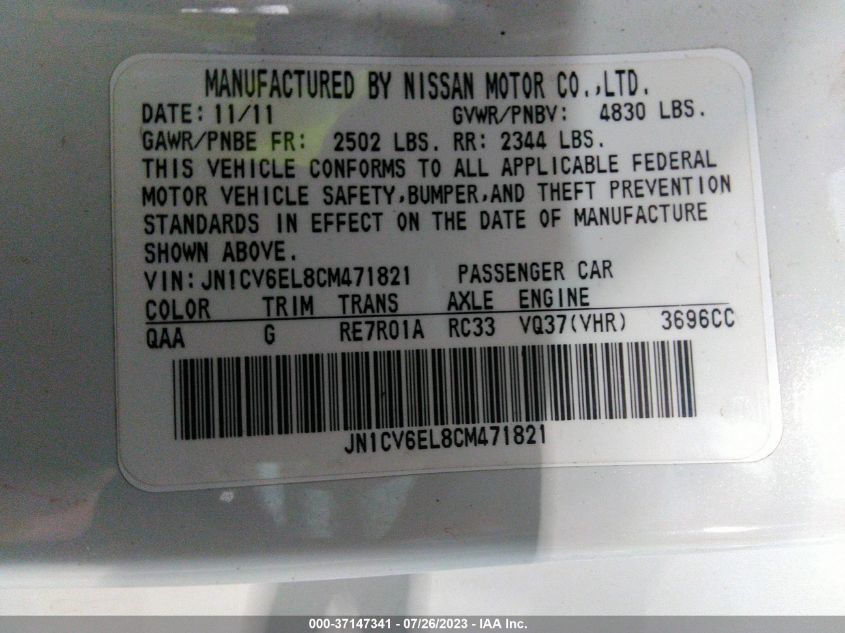 MANUFACTURED BY NISSAN MOTOR CO.,LTD.
DATE: 11/11 GVWR/PNBV: 4830 LBS.
GAWR/PNBE FR: 2502 LBS. RR: 2344 LBS.
THIS VEHICLE CONFORMS TO ALL APPLICABLE FEDERAL
MOTOR VEHICLE SAFETY,BUMPER,AND THEFT PREVENTION
STANDARDS IN EFFECT ON THE DATE OF MANUFACTURE
SHOWN ABOVE.
VIN:JN1CV6EL8CM471821 PASSENGER CAR
COLOR TRIM TRANS AXLE ENGINE
QAA G RE7R01A RC33 VQ37(VHR) 3696CC
JN1CV6EL8CM471821
000-37147341 - 07/26/2023 - IAA Inc.